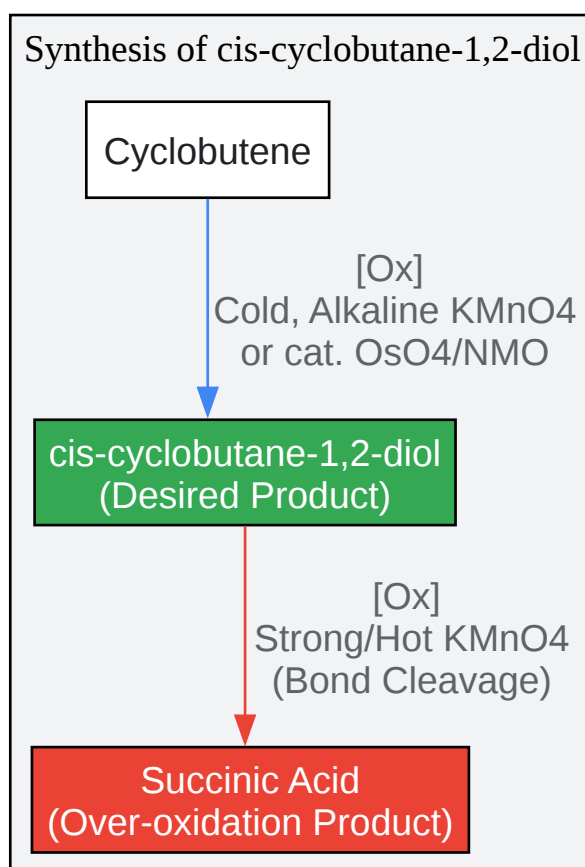 Synthesis of cis-cyclobutane-1,2-diol
Cyclobutene
[Ox]
Cold, Alkaline KMnO4
or cat. OsO4/NMO
cis-cyclobutane-1,2-diol
(Desired Product)
[Ox]
Strong/Hot KMnO4
(Bond Cleavage)
Succinic Acid
(Over-oxidation Product)